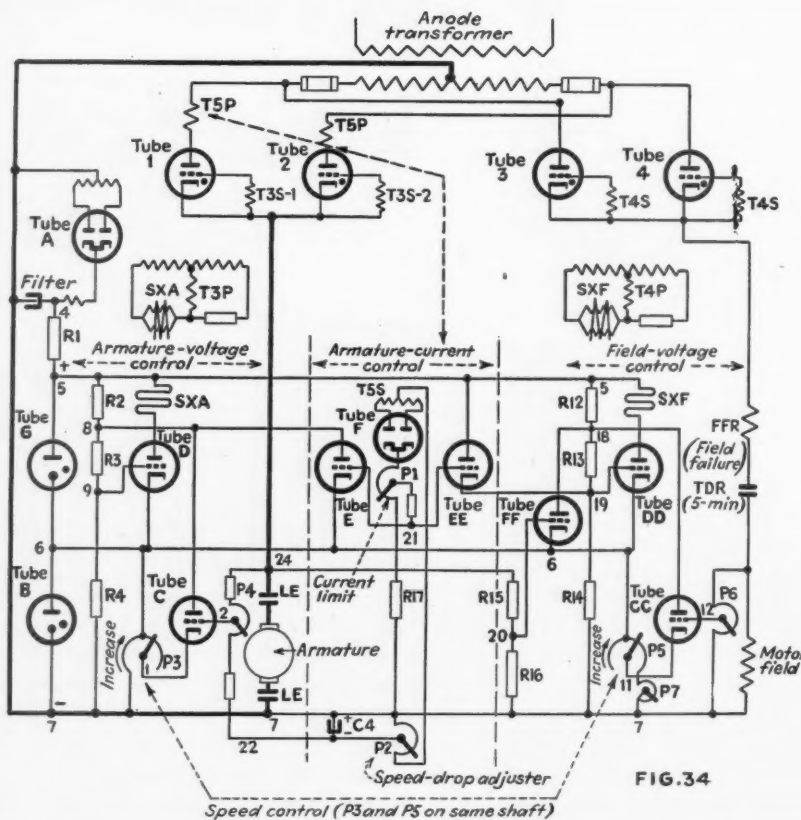 Anode
transformer
T5P
T5P
Tube
1
Tube
2
Tube
3
Tube
4
T3S-1
T3S-2
T4S
T4S
Tube
A
Filter
4
SXA
T3P
SXF
T4P
R1
+
5
Armature-voltage
control
Armature-current
control
Field-voltage
control
R2
SXA
T5S
R12
5
SXF
FFR
Tube
G
8
R3
9
Tube
D
Tube
F
P1
18
R13
(Field
failure)
TDR
(5-min)
Tube
E
Tube
EE
Tube
FF
19
Tube
DD
21
6
24
6
Tube
B
R4
Tube
C
P4
LE
Current
limit
R17
R15
R14
Tube
CC
P6
2
12
Increase
P3
1
Armature
20
Increase
P5
11
R16
P7
Motor
field
LE
-
7
7
+
-
C4
7
22
P2
Speed-drop adjuster
FIG.34
Speed control (P3 and P5 on same shaft)